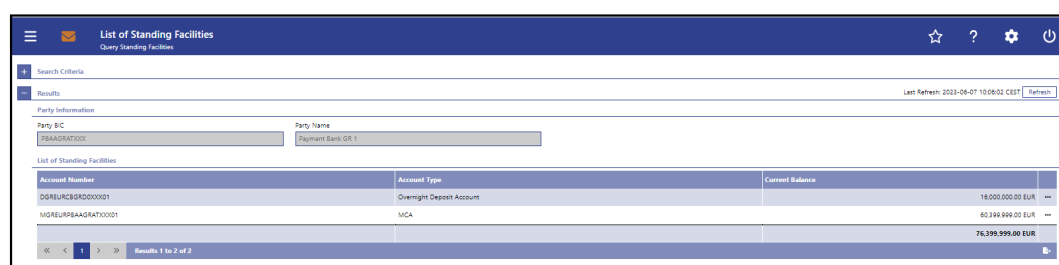 List of Standing Facilities
Query Standing Facilities
Search Criteria
Results Last Refresh: 2023-06-07 10:06:02 CEST Refresh
Party Information
Party BIC Party Name
PBAAGRATXXX Payment Bank GR 1
List of Standing Facilities
Account Number Account Type Current Balance
DGREURCBGRD0XXX01 Overnight Deposit Account 16,000,000.00 EUR
MGREURPBAAGRATXXX01 MCA 60,399,999.00 EUR
76,399,999.00 EUR
1 Results 1 to 2 of 2